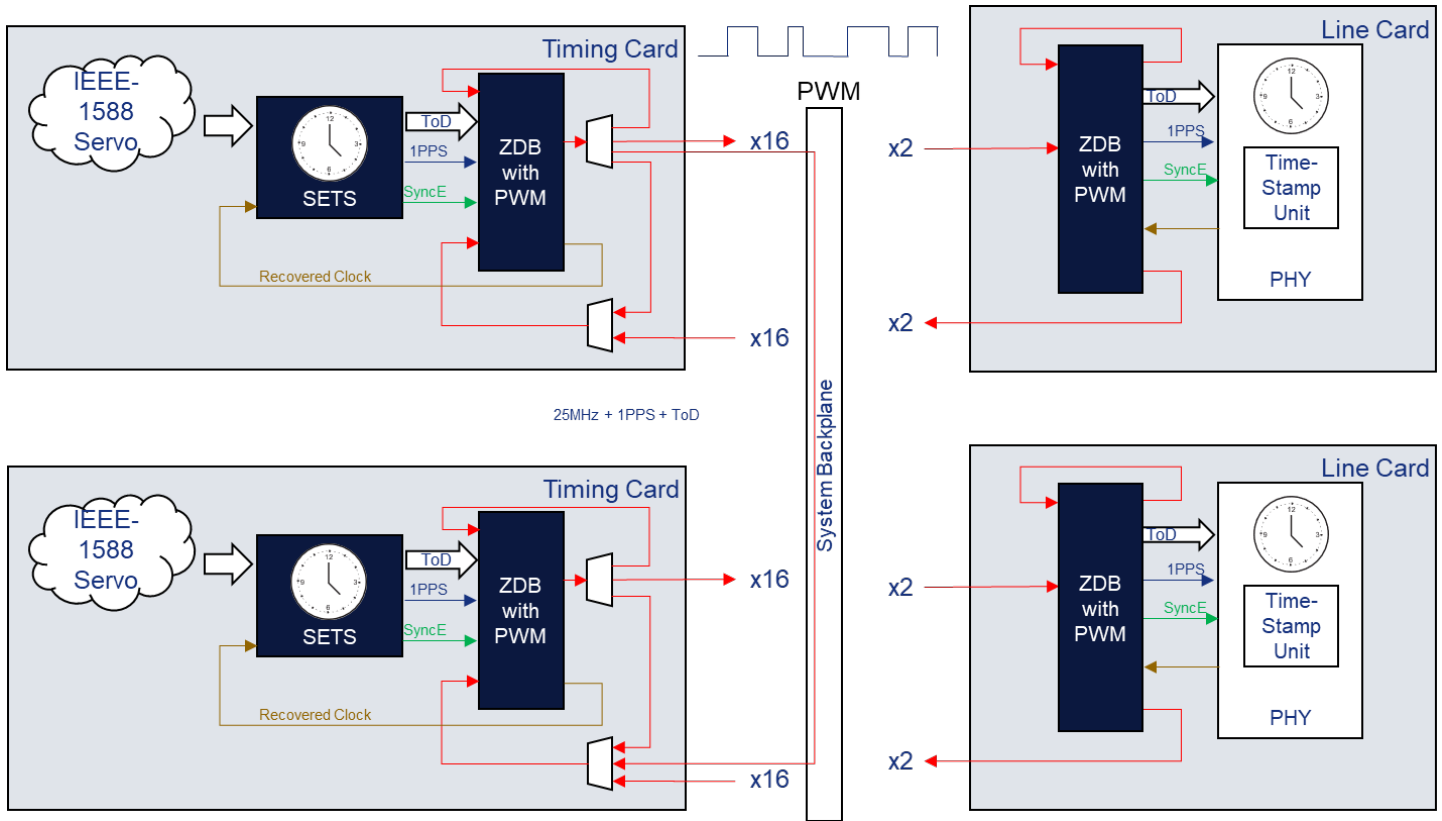 Timing Card
IEEE-
1588
Servo
SETS
ToD
1PPS
SyncE
ZDB
with
PWM
Recovered Clock
x16
x16
PWM
System Backplane
Line Card
x2
x2
ZDB
with
PWM
ToD
1PPS
SyncE
Time-
Stamp
Unit
PHY
25MHz + 1PPS + ToD
Timing Card
IEEE-
1588
Servo
SETS
ToD
1PPS
SyncE
ZDB
with
PWM
Recovered Clock
x16
x16
Line Card
x2
x2
ZDB
with
PWM
ToD
1PPS
SyncE
Time-
Stamp
Unit
PHY